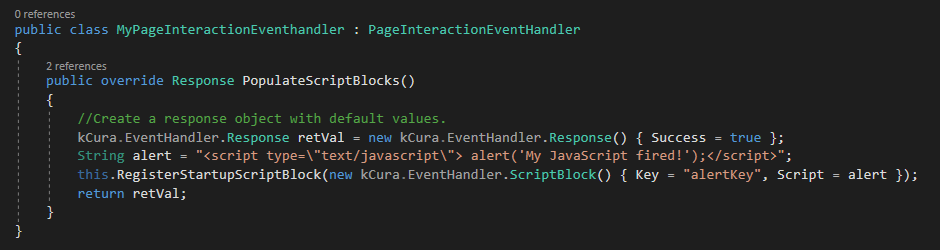 0 references
public class MyPageInteractionEventhandler : PageInteractionEventHandler
{
2 references
public override Response PopulateScriptBlocks()
{
//Create a response object with default values.
kCura.EventHandler.Response retVal = new kCura.EventHandler.Response() { Success = true };
String alert = "<script type=\"text/javascript\"> alert('My JavaScript fired!');</script>";
this.RegisterStartupScriptBlock(new kCura.EventHandler.ScriptBlock() { Key = "alertKey", Script = alert });
return retVal;
}
}